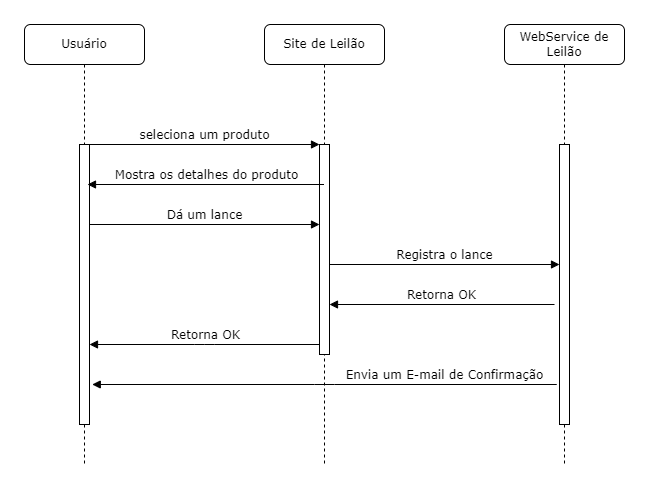 Usuário
Site de Leilão
WebService de
Leilão
seleciona um produto
Mostra os detalhes do produto
Dá um lance
Registra o lance
Retorna OK
Retorna OK
Envia um E-mail de Confirmação